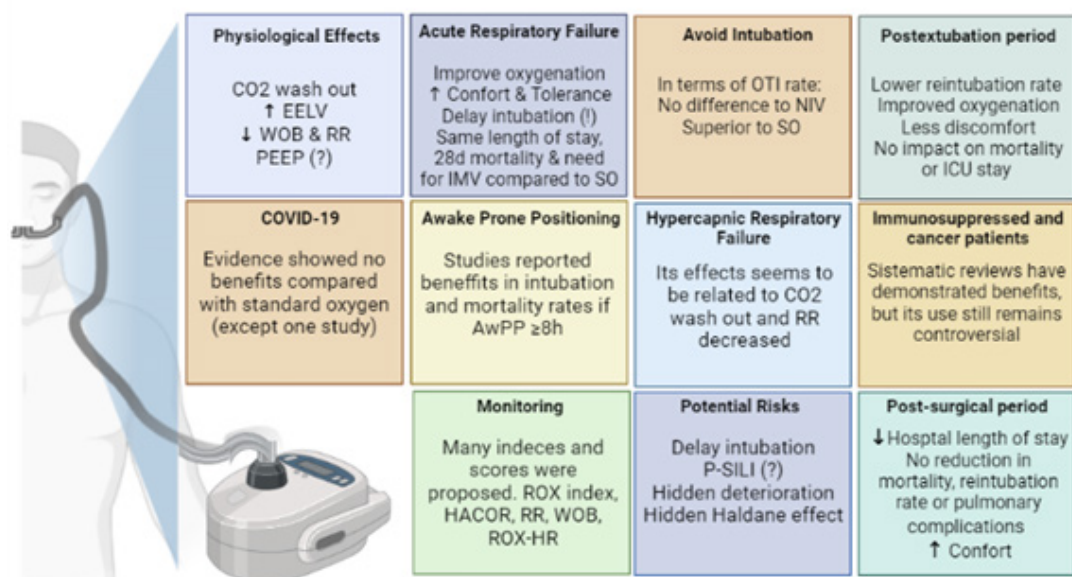 Physiological Effects
CO2 wash out
↑ EELV
↓ WOB & RR
PEEP (?)
Acute Respiratory Failure
Improve oxygenation
↑ Confort & Tolerance
Delay intubation (!)
Same length of stay,
28d mortality & need
for IMV compared to SO
Avoid Intubation
In terms of OTI rate:
No difference to NIV
Superior to SO
Postextubation period
Lower reintubation rate
Improved oxygenation
Less discomfort
No impact on mortality
or ICU stay
COVID-19
Evidence showed no
benefits compared
with standard oxygen
(except one study)
Awake Prone Positioning
Studies reported
beneffits in intubation
and mortality rates if
AwPP ≥8h
Hypercapnic Respiratory
Failure
Its effects seems to
be related to CO2
wash out and RR
decreased
Immunosuppressed and
cancer patients
Sistematic reviews have
demonstrated benefits,
but its use still remains
controversial
Monitoring
Many indeces and
scores were
proposed. ROX index,
HACOR, RR, WOB,
ROX-HR
Potential Risks
Delay intubation
P-SILI (?)
Hidden deterioration
Hidden Haldane effect
Post-surgical period
↓ Hosptal length of stay
No reduction in
mortality, reintubation
rate or pulmonary
complications
↑ Confort